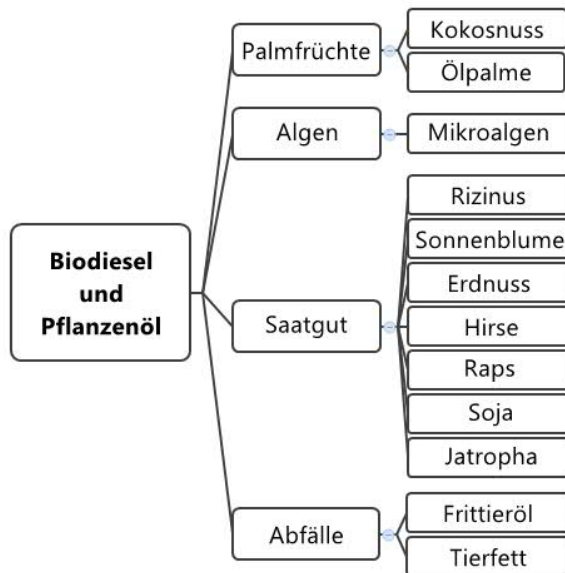 Biodiesel
und
Pflanzenöl
Palmfrüchte
Kokosnuss
Ölpalme
Algen
Mikroalgen
Saatgut
Rizinus
Sonnenblume
Erdnuss
Hirse
Raps
Soja
Jatropha
Abfälle
Frittieröl
Tierfett